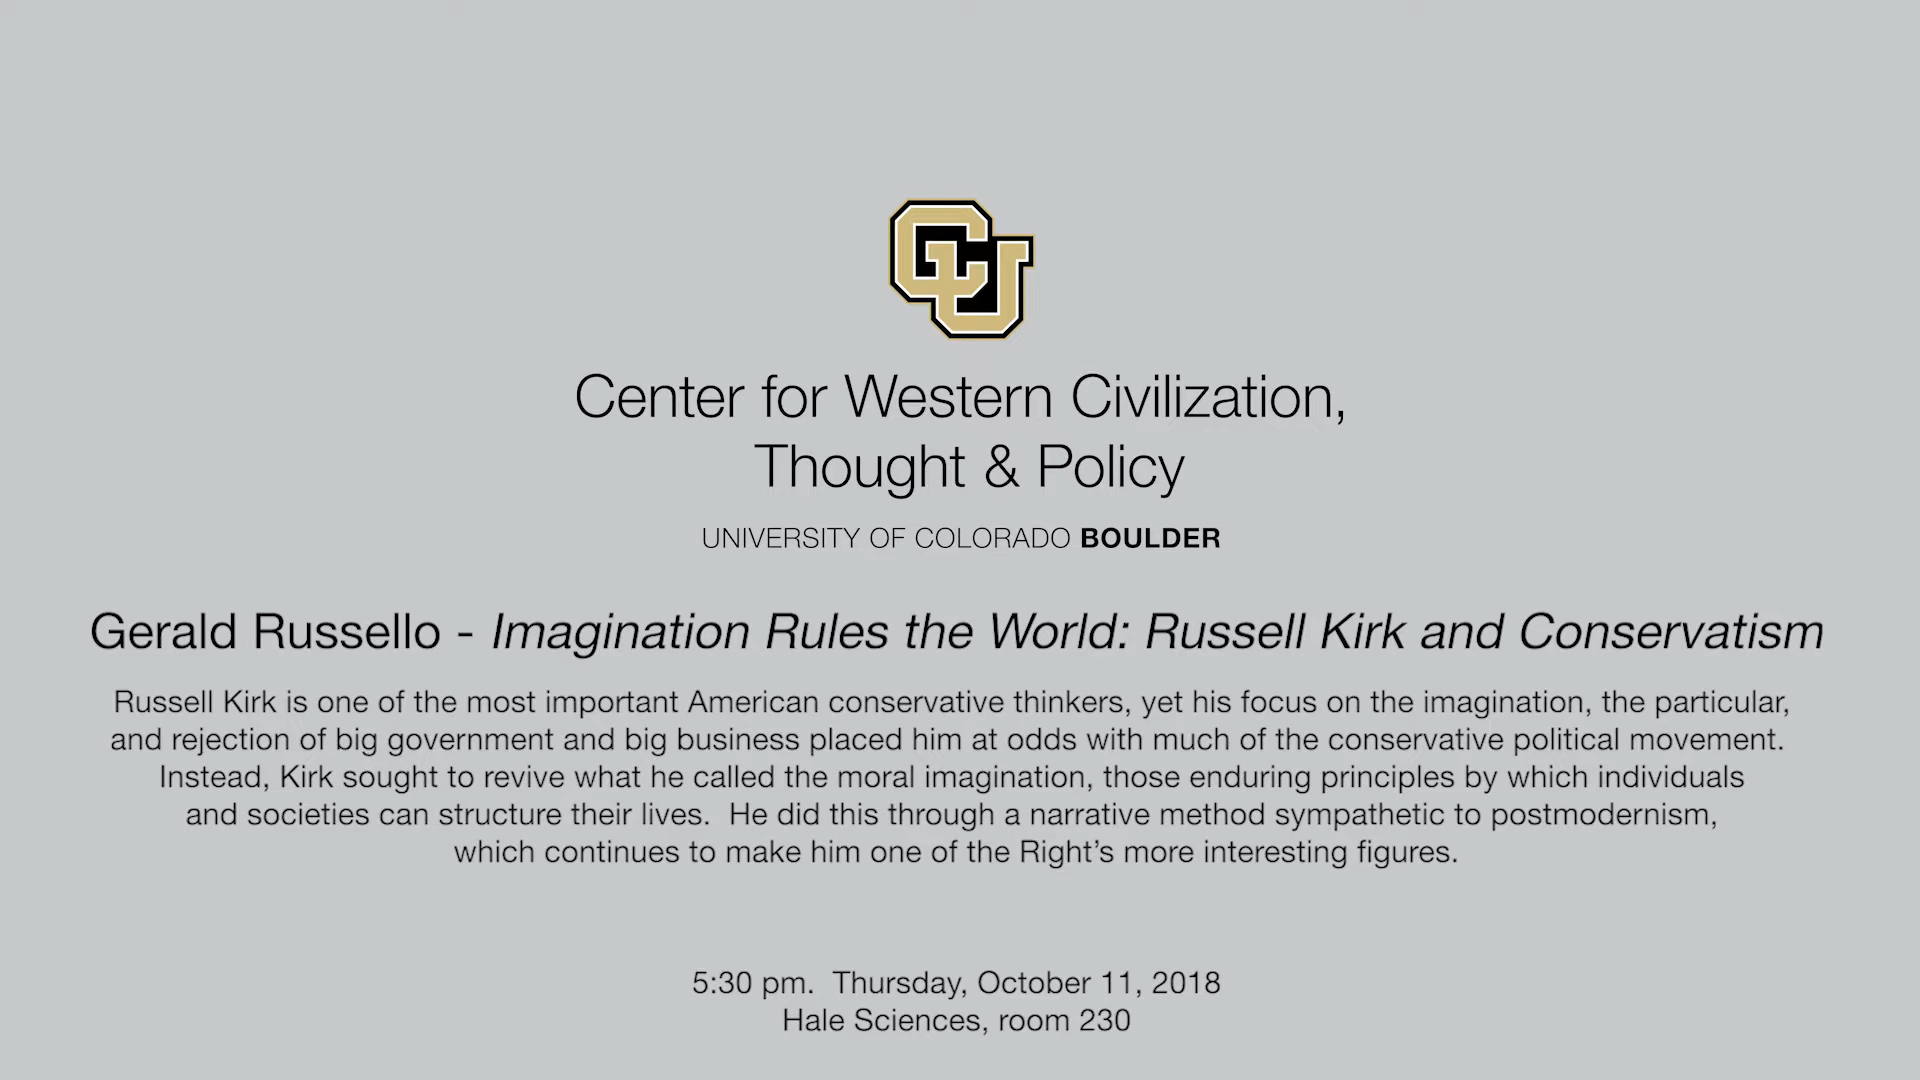 CU
Center for Western Civilization,
Thought & Policy
UNIVERSITY OF COLORADO BOULDER
Gerald Russello - Imagination Rules the World: Russell Kirk and Conservatism
Russell Kirk is one of the most important American conservative thinkers, yet his focus on the imagination, the particular,
and rejection of big government and big business placed him at odds with much of the conservative political movement.
Instead, Kirk sought to revive what he called the moral imagination, those enduring principles by which individuals
and societies can structure their lives.  He did this through a narrative method sympathetic to postmodernism,
which continues to make him one of the Right’s more interesting figures.
5:30 pm.  Thursday, October 11, 2018
Hale Sciences, room 230